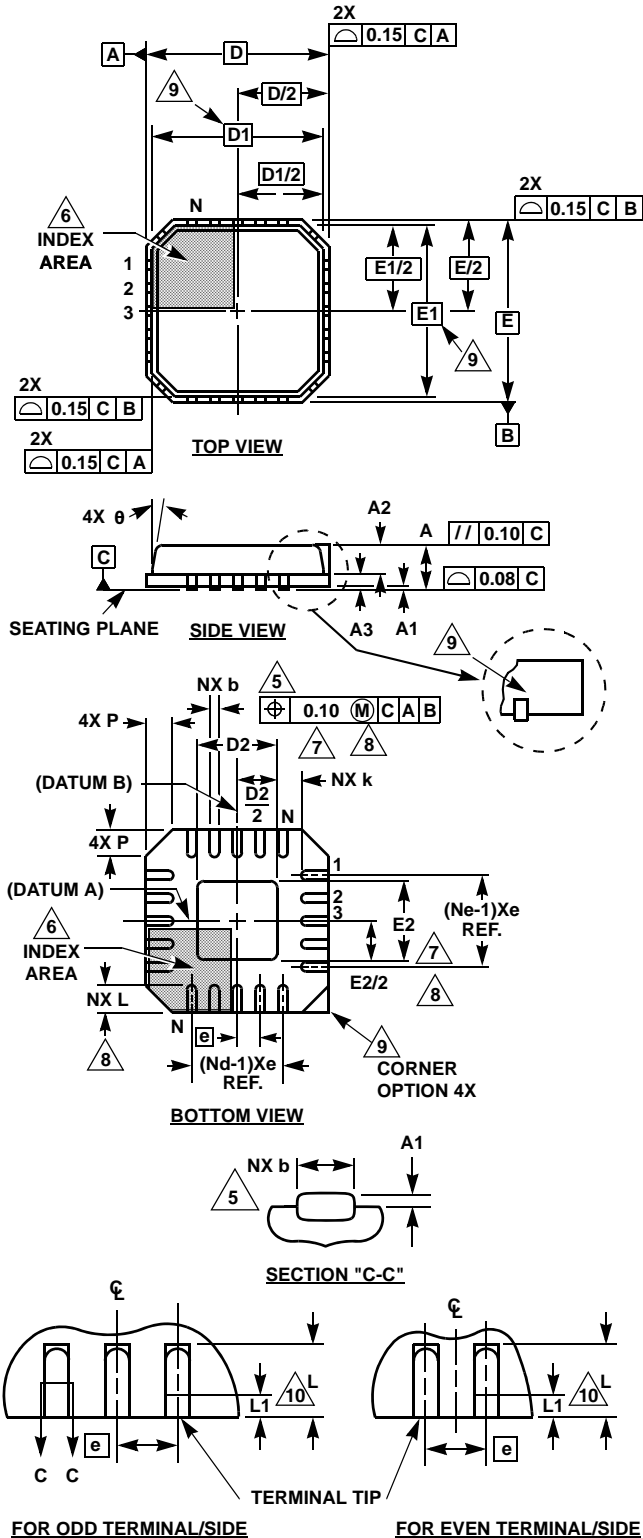 2X
⌓ 0.15 C A
A
D
D/2
9
D1
D1/2
6
INDEX
AREA
N
1
2
3
2X
⌓ 0.15 C B
E1/2
E/2
E1
E
9
2X
⌓ 0.15 C B
2X
⌓ 0.15 C A
B
TOP VIEW
4X θ
A2
A
// 0.10 C
C
⌓ 0.08 C
SEATING PLANE
SIDE VIEW
A3
A1
9
NX b
5
⌖ 0.10 Ⓜ C A B
4X P
D2
7
8
(DATUM B)
D2
2
N
NX k
4X P
1
2
3
(DATUM A)
(Ne-1)Xe
REF.
6
INDEX
AREA
E2
7
E2/2
8
NX L
8
N
e
(Nd-1)Xe
REF.
9
CORNER
OPTION 4X
BOTTOM VIEW
NX b
A1
5
SECTION "C-C"
℄
L
10
L1
e
C C
℄
L
10
L1
e
TERMINAL TIP
FOR ODD TERMINAL/SIDE
FOR EVEN TERMINAL/SIDE